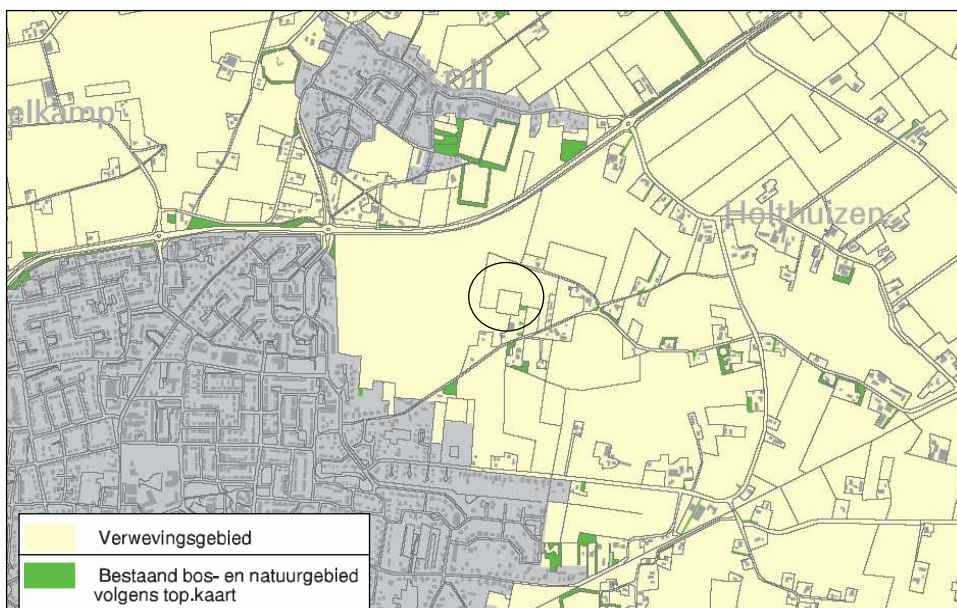 elkamp
Holthuizen
Verwevingsgebied
Bestaand bos- en natuurgebied
volgens top.kaart